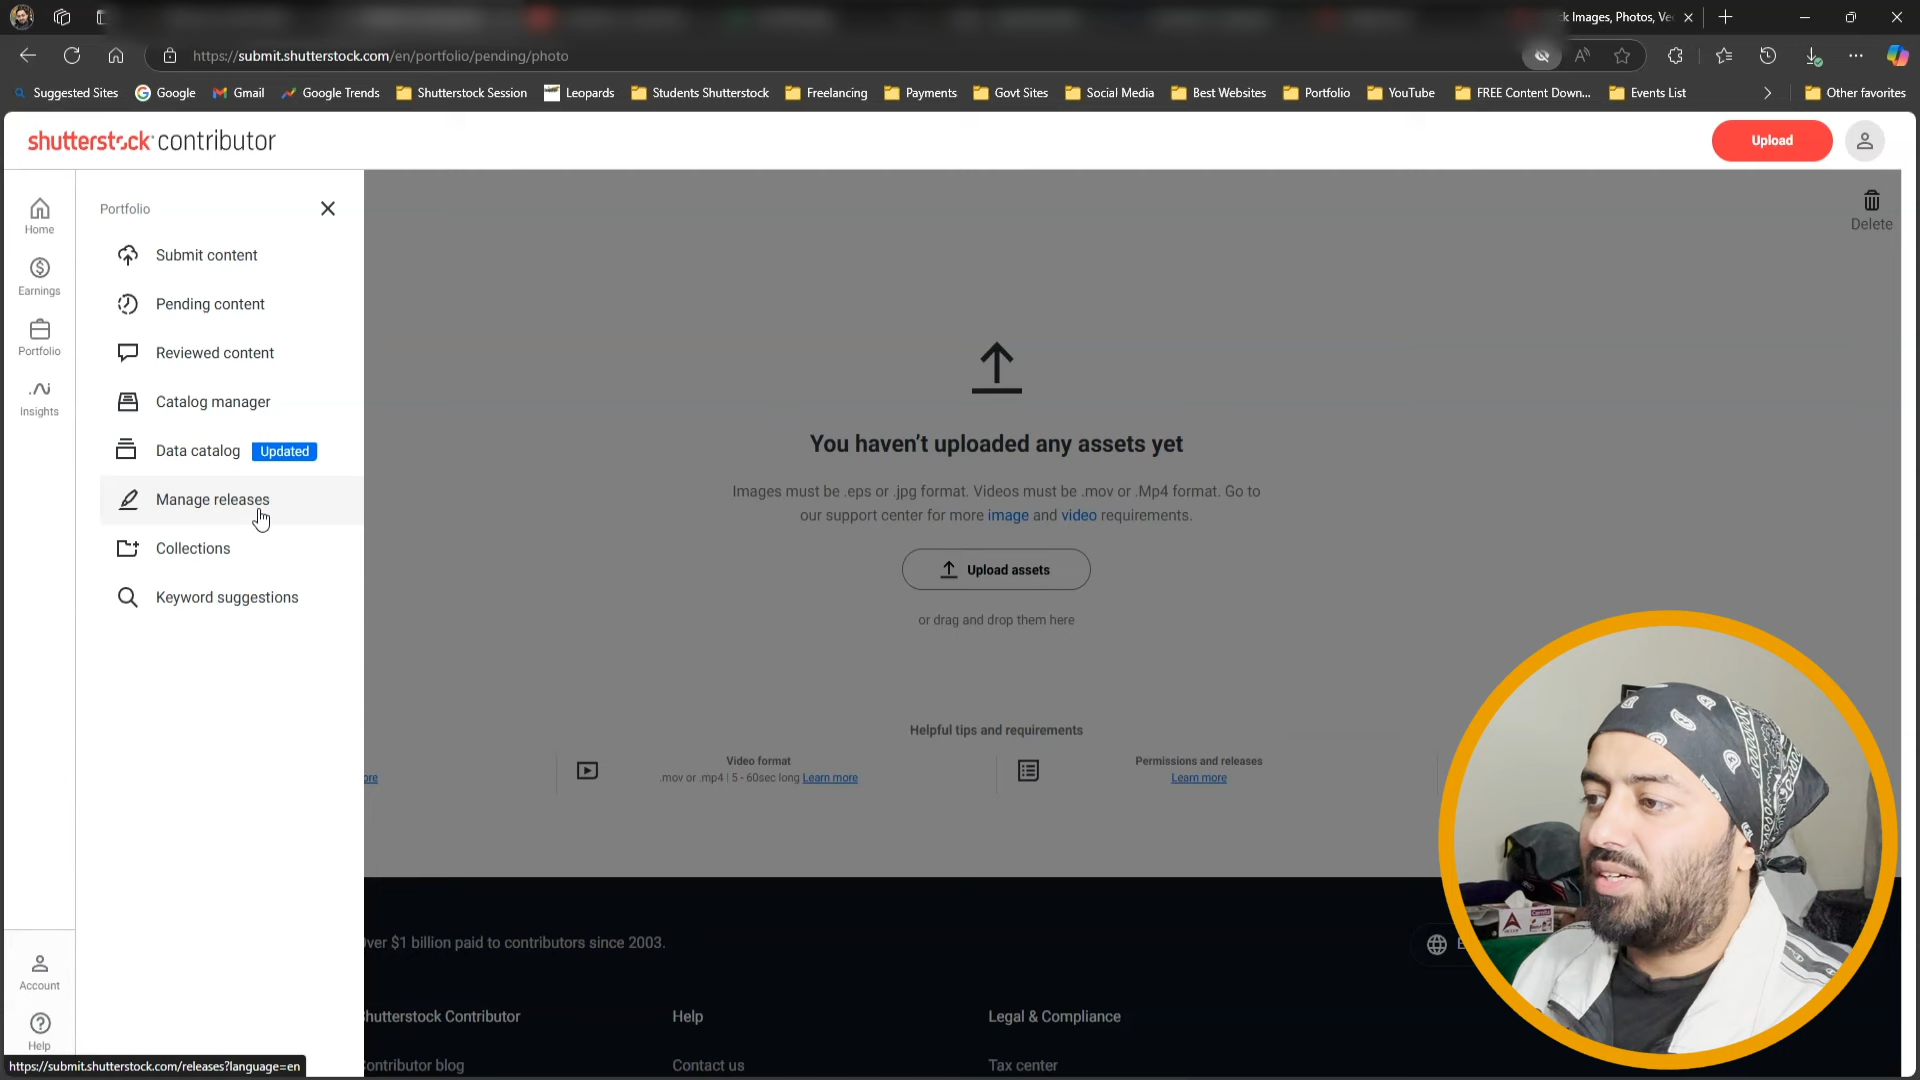 ck Images, Photos, Ve
https://submit.shutterstock.com/en/portfolio/pending/photo
Suggested Sites
Google
Gmail
Google Trends
Shutterstock Session
Leopards
Students Shutterstock
Freelancing
Payments
Govt Sites
Social Media
Best Websites
Portfolio
YouTube
FREE Content Down...
Events List
Other favorites
shutterstock contributor
Upload
Home
Earnings
Portfolio
Insights
Account
Help
Portfolio
Submit content
Pending content
Reviewed content
Catalog manager
Data catalog Updated
Manage releases
Collections
Keyword suggestions
Delete
You haven't uploaded any assets yet
Images must be .eps or .jpg format. Videos must be .mov or .Mp4 format. Go to
our support center for more image and video requirements.
Upload assets
or drag and drop them here
Helpful tips and requirements
ore
Video format
.mov or .mp4 | 5 - 60sec long Learn more
Permissions and releases
Learn more
ver $1 billion paid to contributors since 2003.
E
hutterstock Contributor
Help
Legal & Compliance
ontributor blog
Contact us
Tax center
https://submit.shutterstock.com/releases?language=en